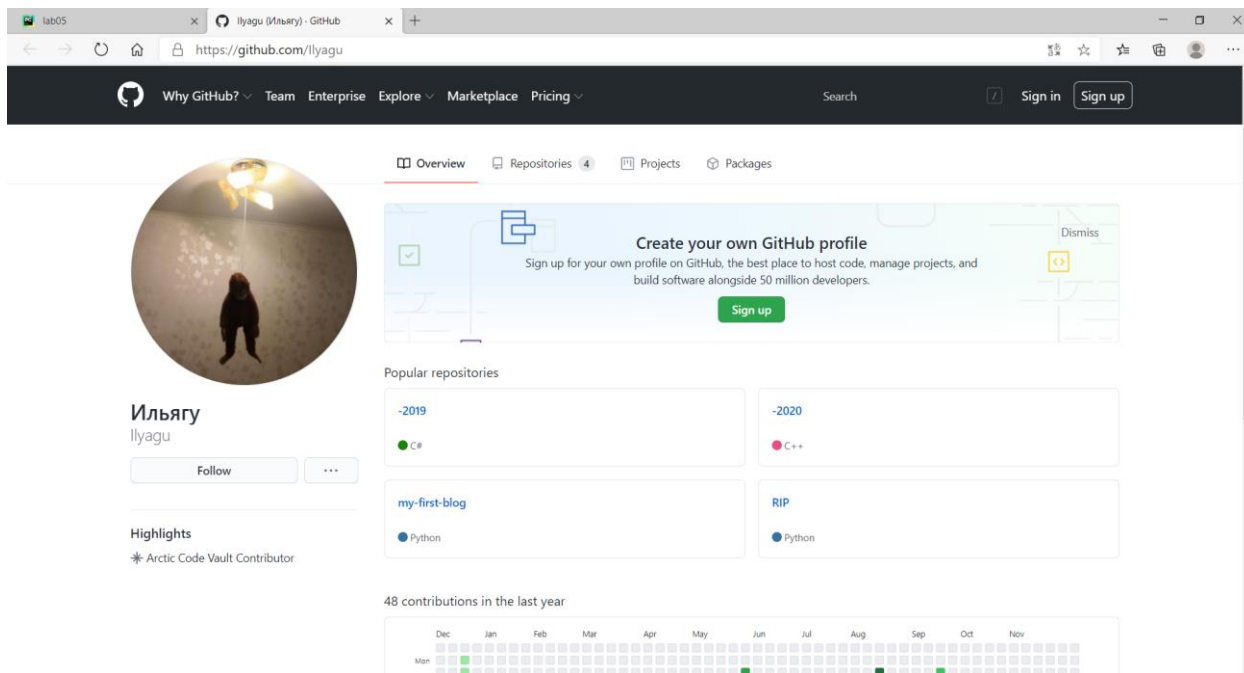 lab05
Ilyagu (Ильягу) · GitHub
https://github.com/Ilyagu
Why GitHub? Team Enterprise Explore Marketplace Pricing Search / Sign in Sign up
Overview Repositories 4 Projects Packages
Create your own GitHub profile
Dismiss
Sign up for your own profile on GitHub, the best place to host code, manage projects, and
build software alongside 50 million developers.
Sign up
Popular repositories
-2019
C#
-2020
C++
my-first-blog
Python
RIP
Python
Ильягу
Ilyagu
Follow
Highlights
Arctic Code Vault Contributor
48 contributions in the last year
Dec Jan Feb Mar Apr May Jun Jul Aug Sep Oct Nov
Mon